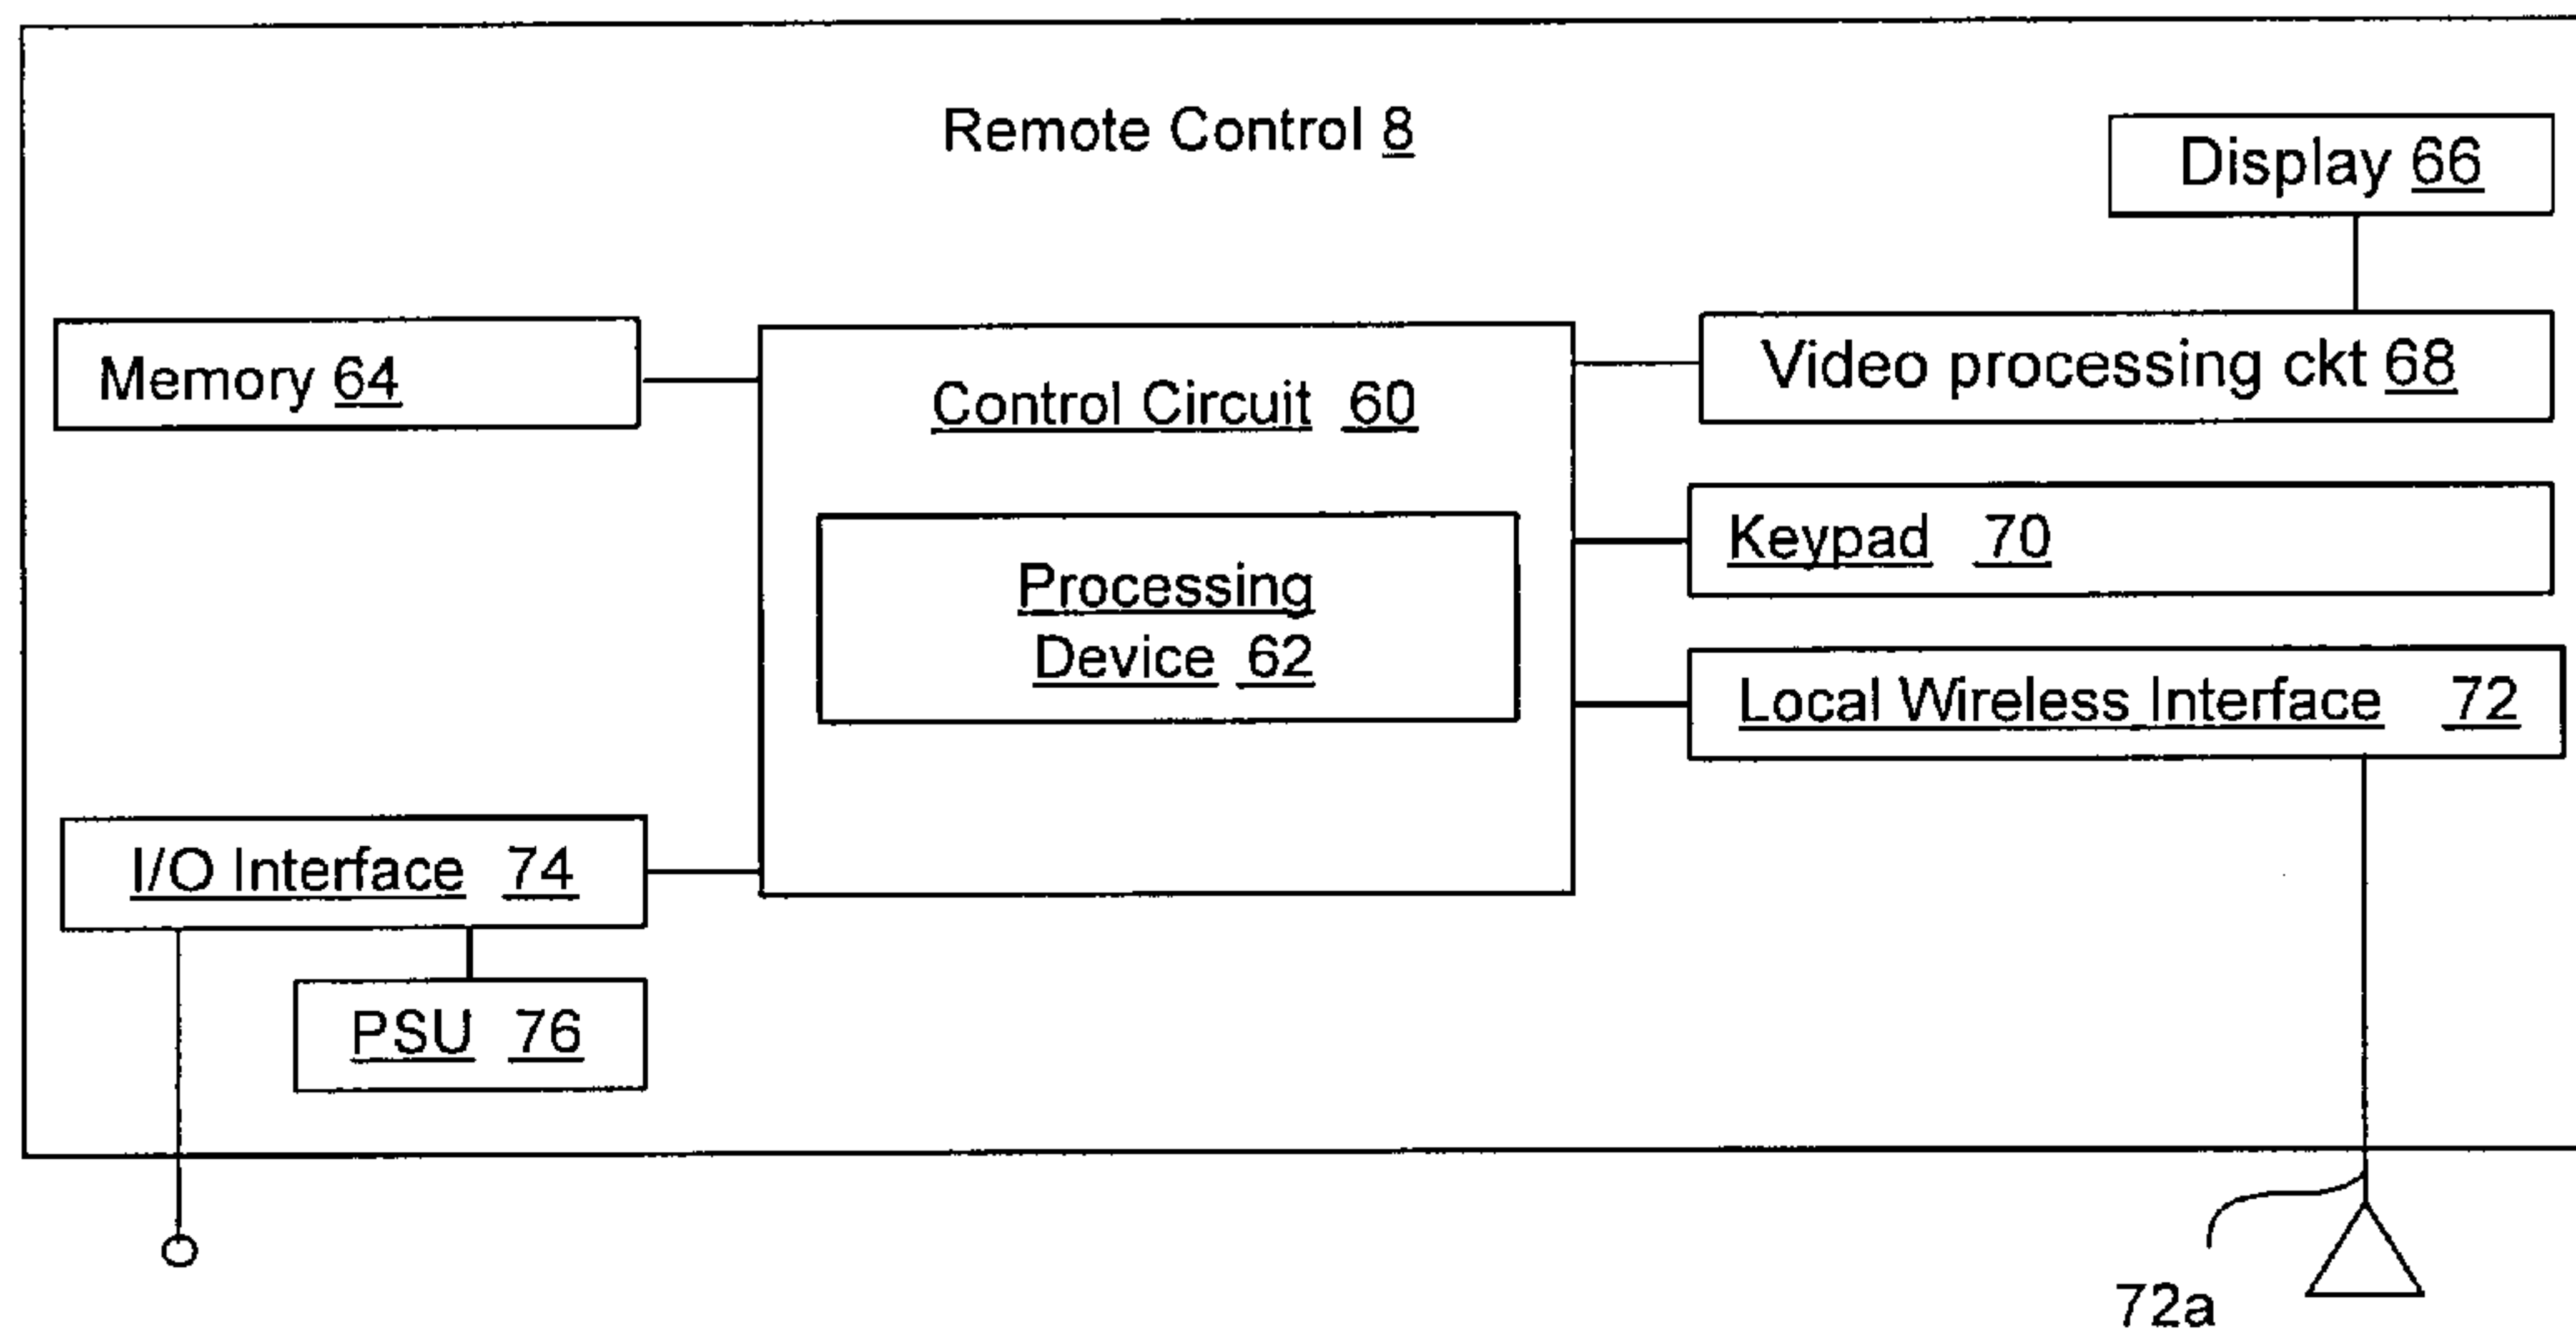 Remote Control 8
Display 66
Memory 64
Control Circuit 60
Video processing ckt 68
Processing
Device 62
Keypad 70
Local Wireless Interface 72
I/O Interface 74
PSU 76
72a